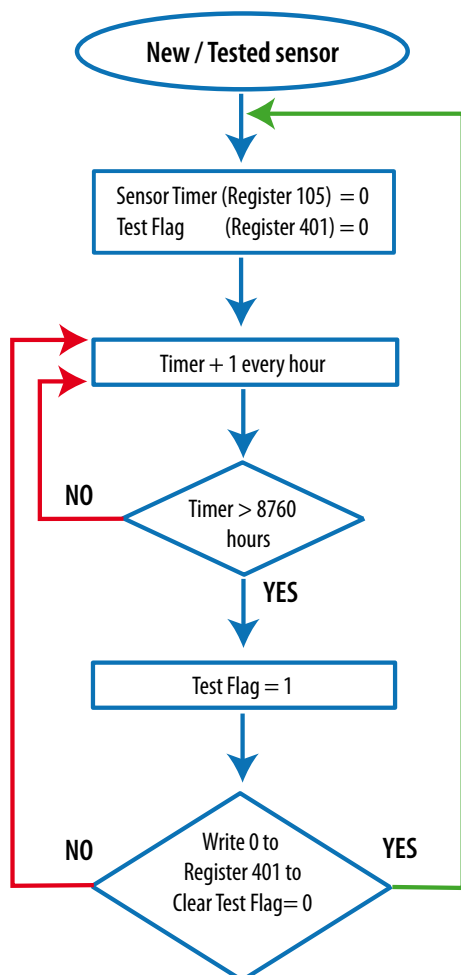 New / Tested sensor
Sensor Timer (Register 105) = 0
Test Flag (Register 401) = 0
Timer + 1 every hour
NO
Timer > 8760
hours
YES
Test Flag = 1
NO
Write 0 to
Register 401 to
Clear Test Flag= 0
YES